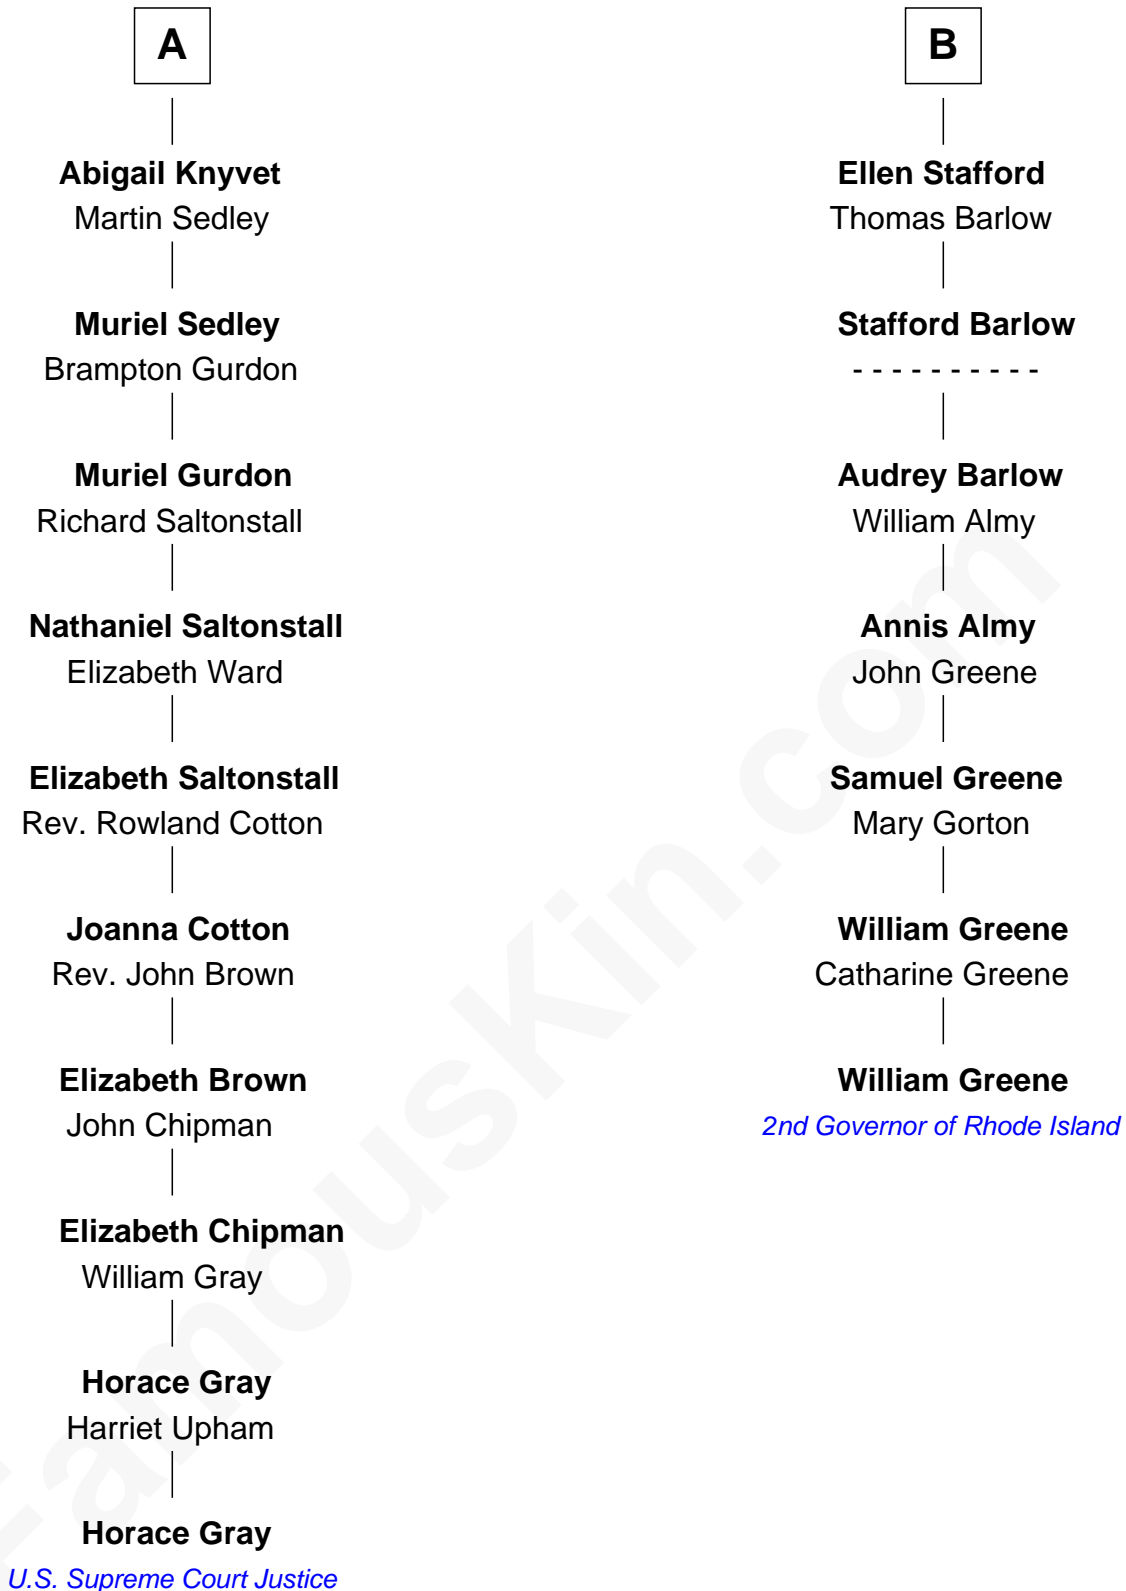 A
Abigail Knyvet
Martin Sedley
Muriel Sedley
Brampton Gurdon
Muriel Gurdon
Richard Saltonstall
Nathaniel Saltonstall
Elizabeth Ward
Elizabeth Saltonstall
Rev. Rowland Cotton
Joanna Cotton
Rev. John Brown
Elizabeth Brown
John Chipman
Elizabeth Chipman
William Gray
Horace Gray
Harriet Upham
Horace Gray
U.S. Supreme Court Justice
B
Ellen Stafford
Thomas Barlow
Stafford Barlow
- - - - - - - - - -
Audrey Barlow
William Almy
Annis Almy
John Greene
Samuel Greene
Mary Gorton
William Greene
Catharine Greene
William Greene
2nd Governor of Rhode Island
FamousKin.com